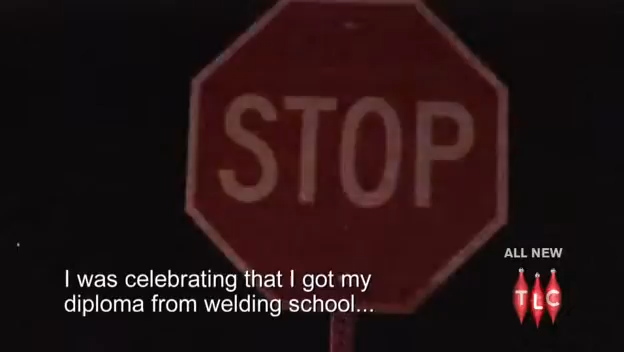 STOP
ALL NEW
I was celebrating that I got my
diploma from welding school...
TLC